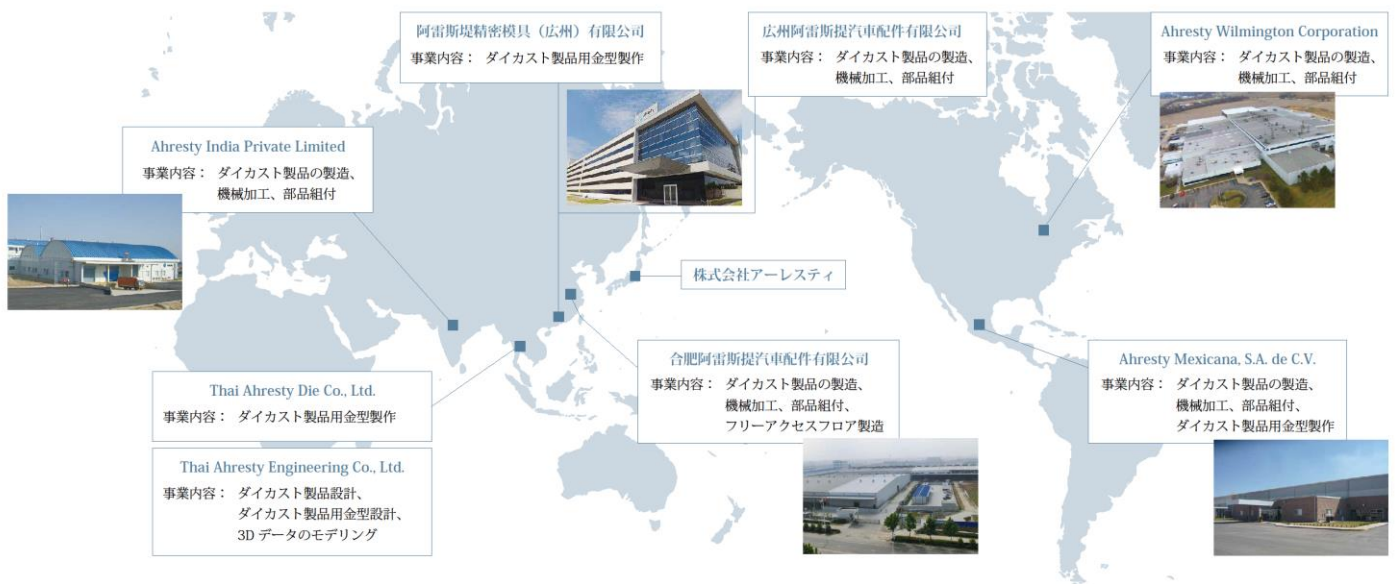 阿雷斯堤精密模具（広州）有限公司
事業内容： ダイカスト製品用金型製作
広州阿雷斯提汽車配件有限公司
事業内容： ダイカスト製品の製造、
機械加工、部品組付
Ahresty Wilmington Corporation
事業内容： ダイカスト製品の製造、
機械加工、部品組付
Ahresty India Private Limited
事業内容： ダイカスト製品の製造、
機械加工、部品組付
株式会社アーレスティ
合肥阿雷斯提汽車配件有限公司
事業内容： ダイカスト製品の製造、
機械加工、部品組付、
フリーアクセスフロア製造
Ahresty Mexicana, S.A. de C.V.
事業内容： ダイカスト製品の製造、
機械加工、部品組付、
ダイカスト製品用金型製作
Thai Ahresty Die Co., Ltd.
事業内容： ダイカスト製品用金型製作
Thai Ahresty Engineering Co., Ltd.
事業内容： ダイカスト製品設計、
ダイカスト製品用金型設計、
3D データのモデリング